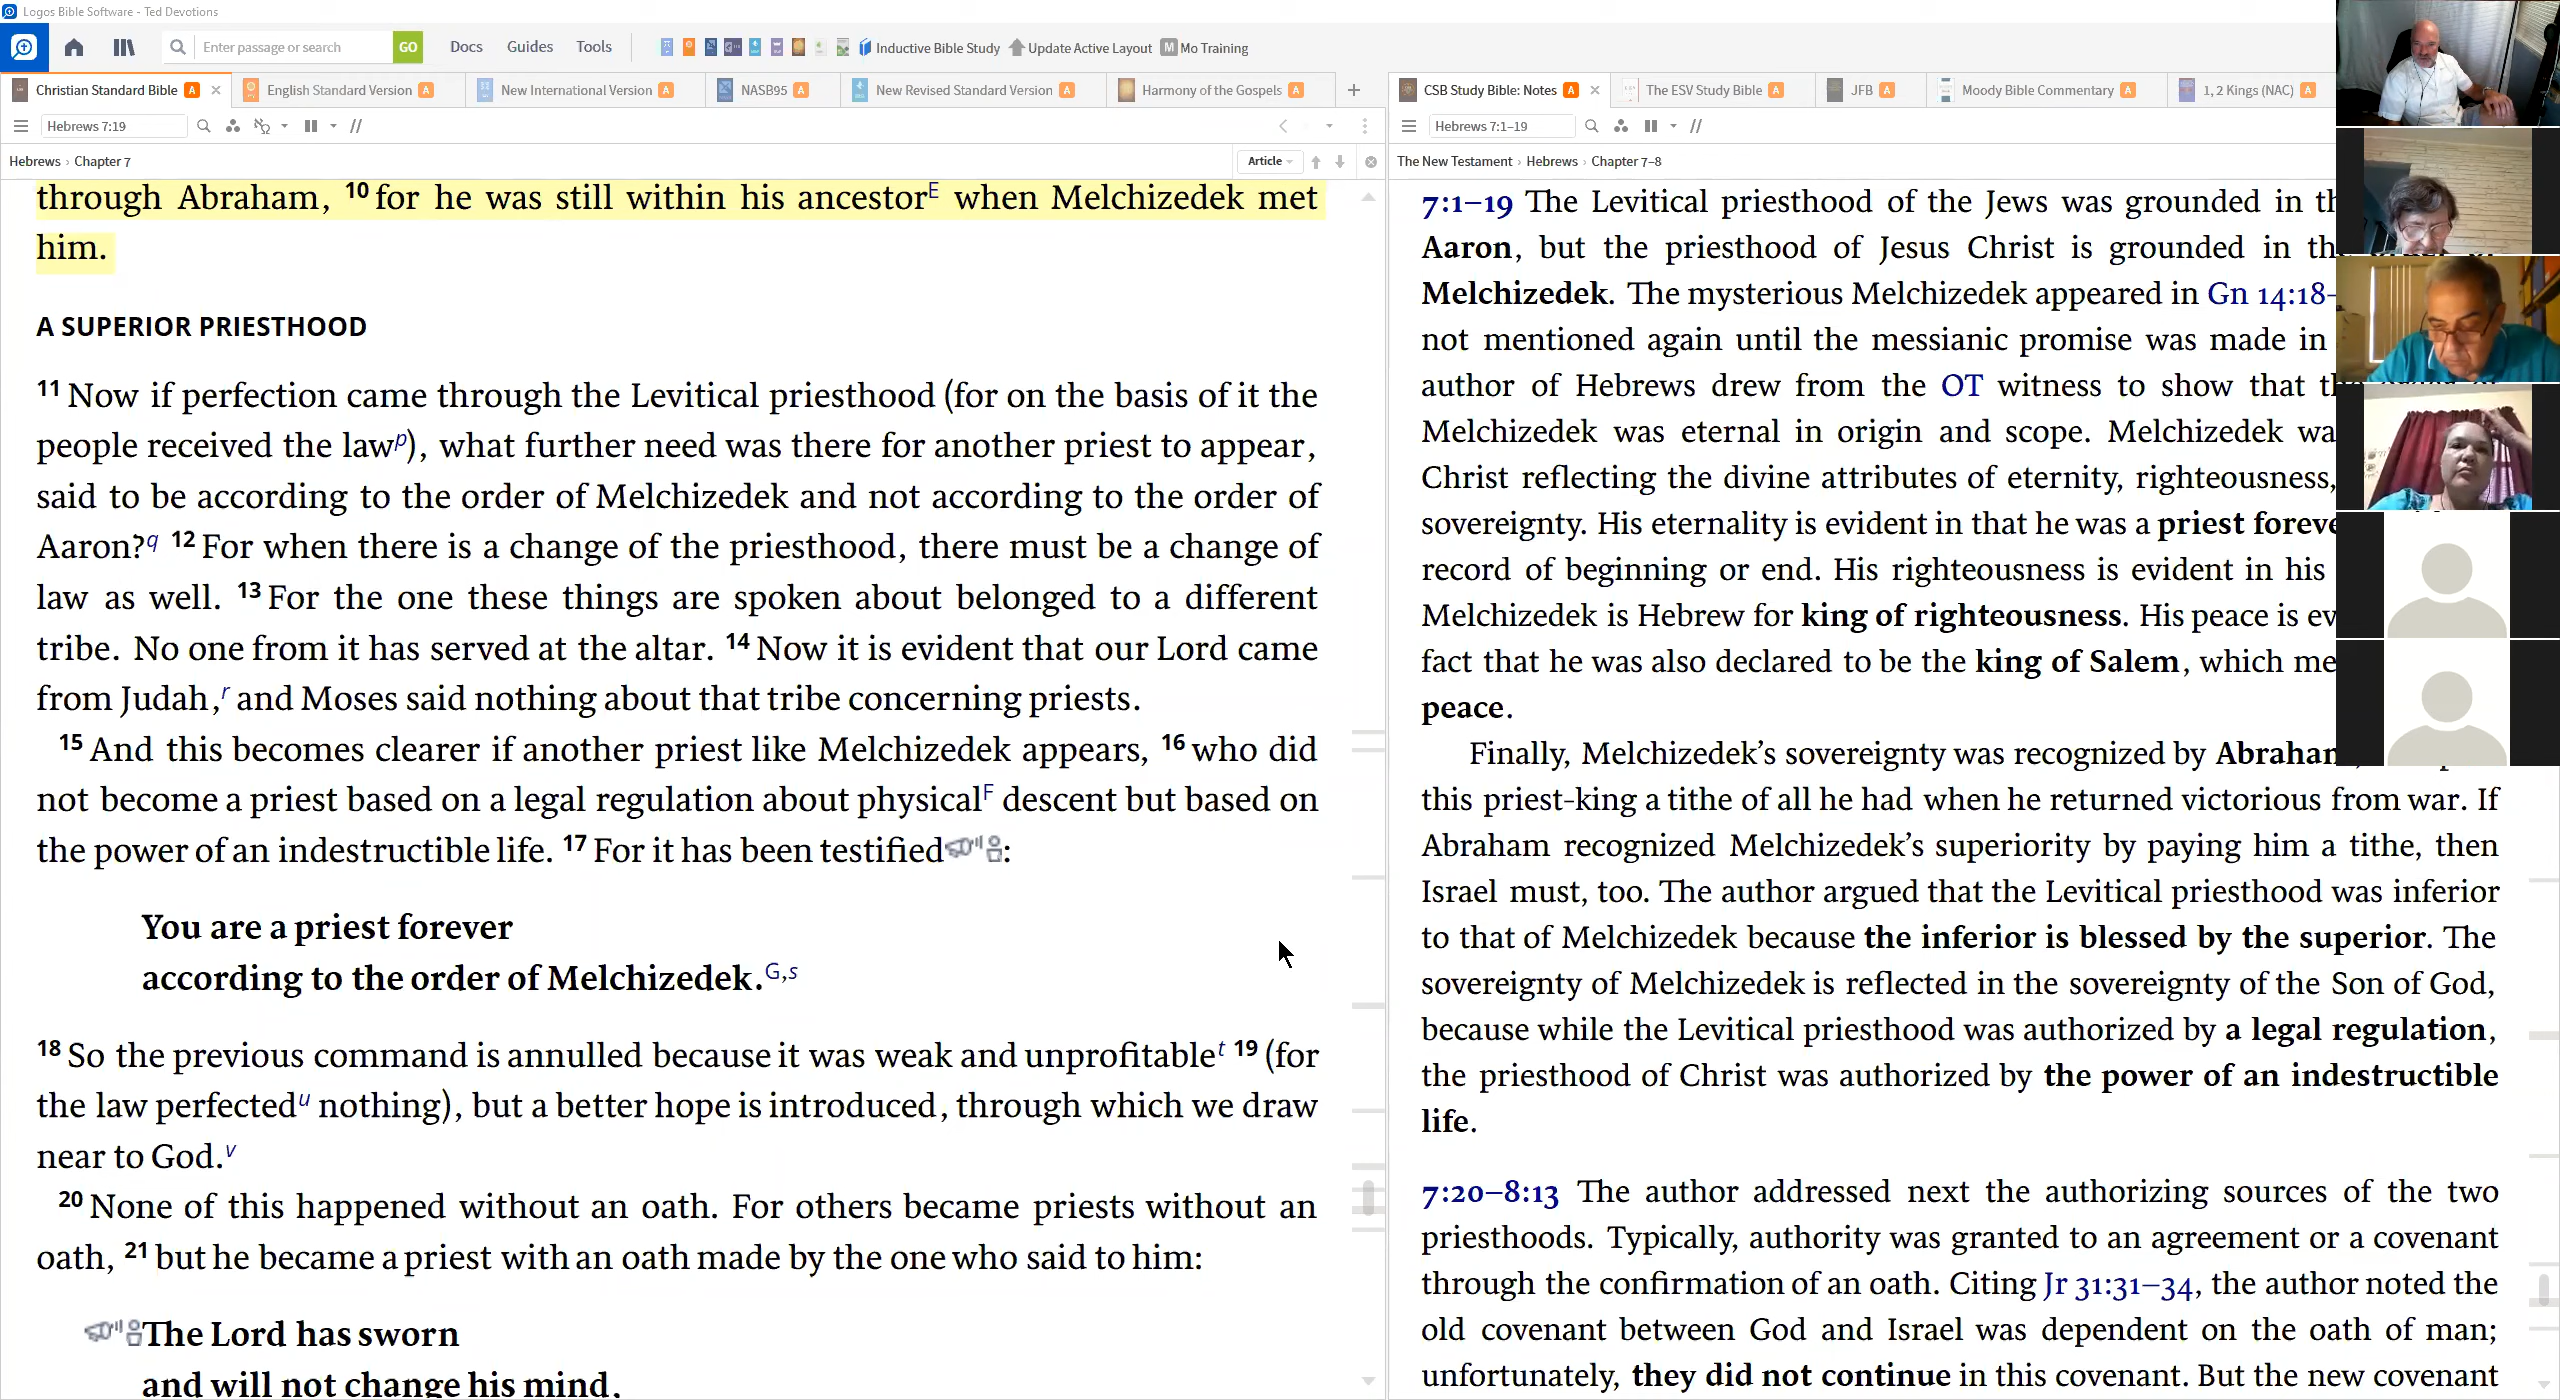 Logos Bible Software - Ted Devotions
Enter passage or search GO Docs Guides Tools Inductive Bible Study Update Active Layout M Mo Training
Christian Standard Bible A English Standard Version A New International Version A NASB95 A New Revised Standard Version A Harmony of the Gospels A
Hebrews 7:19
Hebrews › Chapter 7 Article
through Abraham, 10 for he was still within his ancestorE when Melchizedek met
him.
A SUPERIOR PRIESTHOOD
11 Now if perfection came through the Levitical priesthood (for on the basis of it the
people received the lawp), what further need was there for another priest to appear,
said to be according to the order of Melchizedek and not according to the order of
Aaron?q 12 For when there is a change of the priesthood, there must be a change of
law as well. 13 For the one these things are spoken about belonged to a different
tribe. No one from it has served at the altar. 14 Now it is evident that our Lord came
from Judah,r and Moses said nothing about that tribe concerning priests.
15 And this becomes clearer if another priest like Melchizedek appears, 16 who did
not become a priest based on a legal regulation about physicalF descent but based on
the power of an indestructible life. 17 For it has been testified:
You are a priest forever
according to the order of Melchizedek.G,s
18 So the previous command is annulled because it was weak and unprofitablet 19 (for
the law perfectedu nothing), but a better hope is introduced, through which we draw
near to God.v
20 None of this happened without an oath. For others became priests without an
oath, 21 but he became a priest with an oath made by the one who said to him:
The Lord has sworn
and will not change his mind,
CSB Study Bible: Notes A The ESV Study Bible A JFB A Moody Bible Commentary A 1, 2 Kings (NAC) A
Hebrews 7:1–19
The New Testament › Hebrews › Chapter 7–8
7:1–19 The Levitical priesthood of the Jews was grounded in
Aaron, but the priesthood of Jesus Christ is grounded in
Melchizedek. The mysterious Melchizedek appeared in Gn 14:18–
not mentioned again until the messianic promise was made in
author of Hebrews drew from the OT witness to show that
Melchizedek was eternal in origin and scope. Melchizedek
Christ reflecting the divine attributes of eternity, righteousness,
sovereignty. His eternality is evident in that he was a priest
record of beginning or end. His righteousness is evident in his
Melchizedek is Hebrew for king of righteousness. His peace is
fact that he was also declared to be the king of Salem, which
peace.
Finally, Melchizedek’s sovereignty was recognized by
this priest-king a tithe of all he had when he returned victorious from war. If
Abraham recognized Melchizedek’s superiority by paying him a tithe, then
Israel must, too. The author argued that the Levitical priesthood was inferior
to that of Melchizedek because the inferior is blessed by the superior. The
sovereignty of Melchizedek is reflected in the sovereignty of the Son of God,
because while the Levitical priesthood was authorized by a legal regulation,
the priesthood of Christ was authorized by the power of an indestructible
life.
7:20–8:13 The author addressed next the authorizing sources of the two
priesthoods. Typically, authority was granted to an agreement or a covenant
through the confirmation of an oath. Citing Jr 31:31–34, the author noted the
old covenant between God and Israel was dependent on the oath of man;
unfortunately, they did not continue in this covenant. But the new covenant